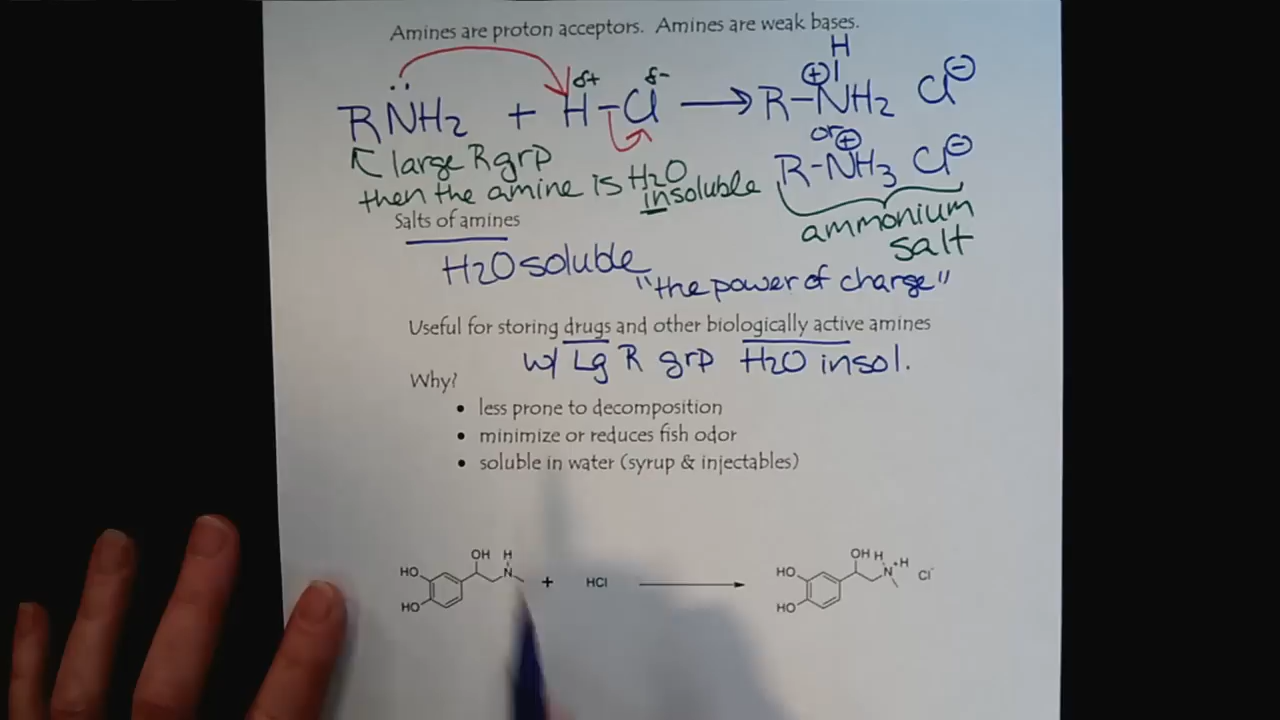 Amines are proton acceptors. Amines are weak bases.
H
δ+ δ-
RNH2 + H-Cl → R-NH2 ⊕ Cl⊖
or
R-NH3 ⊕ Cl⊖
large R grp
then the amine is H2O
insoluble
ammonium
salt
Salts of amines
H2O soluble
"the power of charge"
Useful for storing drugs and other biologically active amines
w/ Lg R grp H2O insol.
Why?
• less prone to decomposition
• minimize or reduces fish odor
• soluble in water (syrup & injectables)
OH H
HO N + HCl
HO
OH H
HO N+ H Cl-
HO